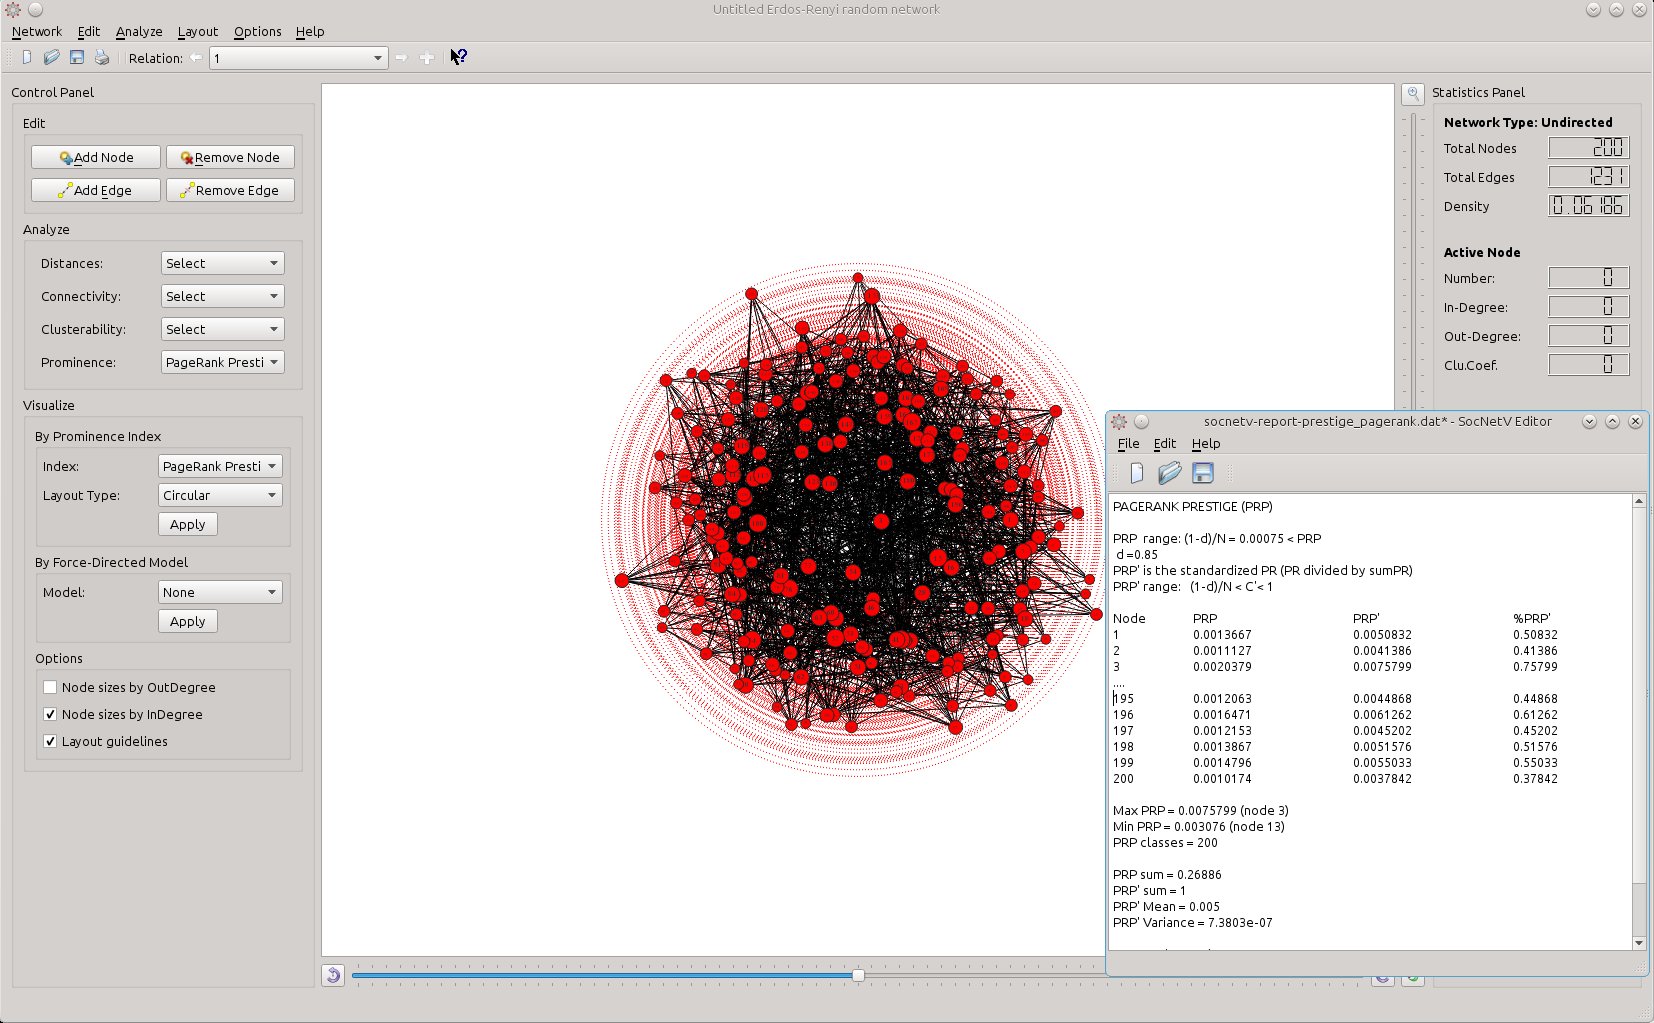 Untitled Erdos-Renyi random network
Network Edit Analyze Layout Options Help
Relation: 1
Control Panel
Edit
Add Node Remove Node
Add Edge Remove Edge
Analyze
Distances: Select
Connectivity: Select
Clusterability: Select
Prominence: PageRank Presti
Visualize
By Prominence Index
Index: PageRank Presti
Layout Type: Circular
Apply
By Force-Directed Model
Model: None
Apply
Options
Node sizes by OutDegree
Node sizes by InDegree
Layout guidelines
Statistics Panel
Network Type: Undirected
Total Nodes 200
Total Edges 1231
Density 0.06186
Active Node
Number: 0
In-Degree: 0
Out-Degree: 0
Clu.Coef. 0
socnetv-report-prestige_pagerank.dat* - SocNetV Editor
File Edit Help
PAGERANK PRESTIGE (PRP)
PRP range: (1-d)/N = 0.00075 < PRP
d =0.85
PRP' is the standardized PR (PR divided by sumPR)
PRP' range: (1-d)/N < C'< 1
Node PRP PRP' %PRP'
1 0.0013667 0.0050832 0.50832
2 0.0011127 0.0041386 0.41386
3 0.0020379 0.0075799 0.75799
....
195 0.0012063 0.0044868 0.44868
196 0.0016471 0.0061262 0.61262
197 0.0012153 0.0045202 0.45202
198 0.0013867 0.0051576 0.51576
199 0.0014796 0.0055033 0.55033
200 0.0010174 0.0037842 0.37842
Max PRP = 0.0075799 (node 3)
Min PRP = 0.003076 (node 13)
PRP classes = 200
PRP sum = 0.26886
PRP' sum = 1
PRP' Mean = 0.005
PRP' Variance = 7.3803e-07